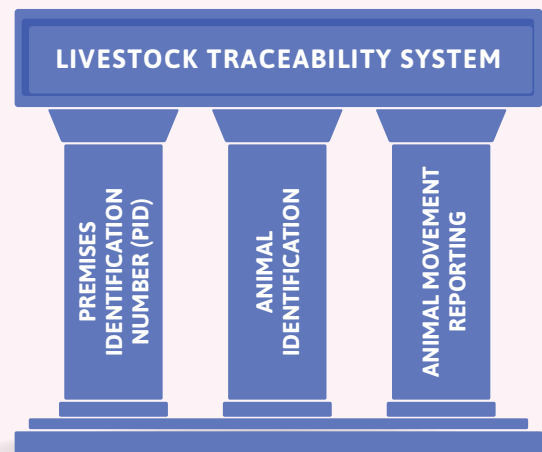 LIVESTOCK TRACEABILITY SYSTEM
PREMISES
IDENTIFICATION
NUMBER (PID)
ANIMAL
IDENTIFICATION
ANIMAL MOVEMENT
REPORTING